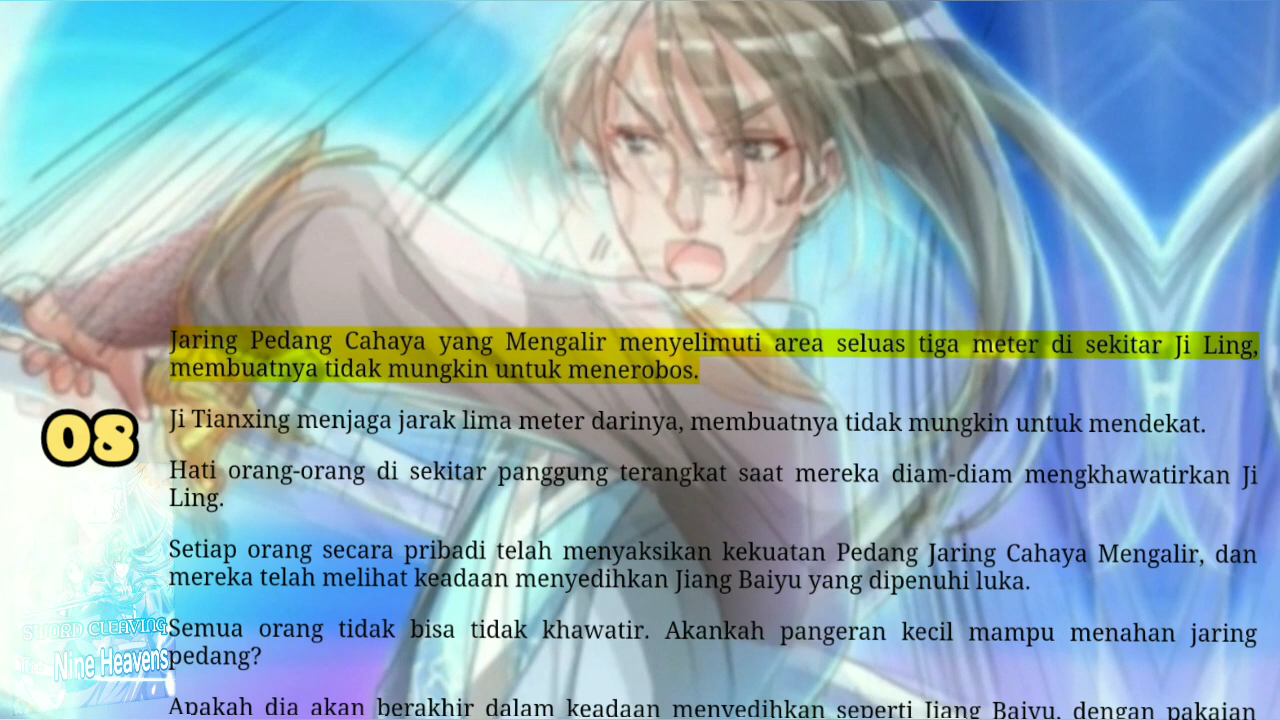 Jaring Pedang Cahaya yang Mengalir menyelimuti area seluas tiga meter di sekitar Ji Ling,
membuatnya tidak mungkin untuk menerobos.
Ji Tianxing menjaga jarak lima meter darinya, membuatnya tidak mungkin untuk mendekat.
08
Hati orang-orang di sekitar panggung terangkat saat mereka diam-diam mengkhawatirkan Ji
Ling.
Setiap orang secara pribadi telah menyaksikan kekuatan Pedang Jaring Cahaya Mengalir, dan
mereka telah melihat keadaan menyedihkan Jiang Baiyu yang dipenuhi luka.
SWORD CLEAVING
The Nine Heavens
Semua orang tidak bisa tidak khawatir. Akankah pangeran kecil mampu menahan jaring
pedang?
Apakah dia akan berakhir dalam keadaan menyedihkan seperti Jiang Baiyu, dengan pakaian